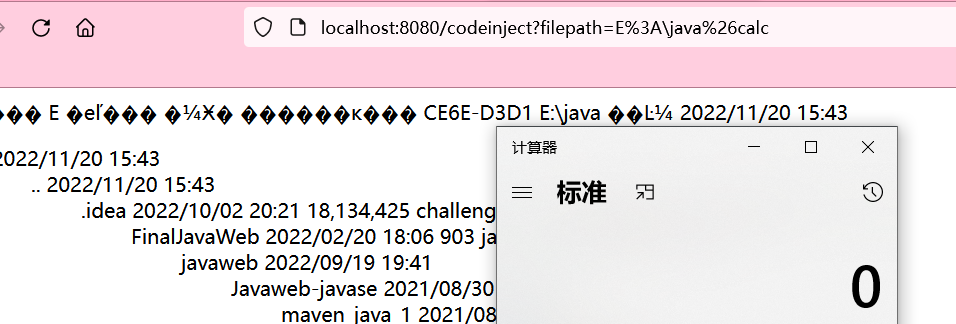 localhost:8080/codeinject?filepath=E%3A\java%26calc
��� E �eľ��� �¼Ж� ������к��� CE6E-D3D1 E:\java ��Ŀ¼ 2022/11/20 15:43
2022/11/20 15:43
.. 2022/11/20 15:43
.idea 2022/10/02 20:21 18,134,425 challeng
FinalJavaWeb 2022/02/20 18:06 903 ja
javaweb 2022/09/19 19:41
Javaweb-javase 2021/08/30
maven_java_1 2021/08
计算器
标准
0